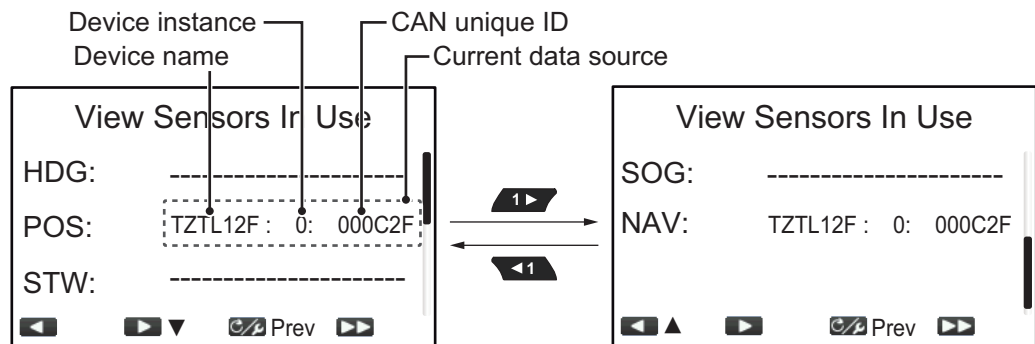 Device instance
CAN unique ID
Device name
Current data source
View Sensors In Use
HDG: -----------------------
POS: TZTL12F : 0: 000C2F
STW: -----------------------
Prev
1
1
View Sensors In Use
SOG: -----------------------
NAV: TZTL12F : 0: 000C2F
Prev